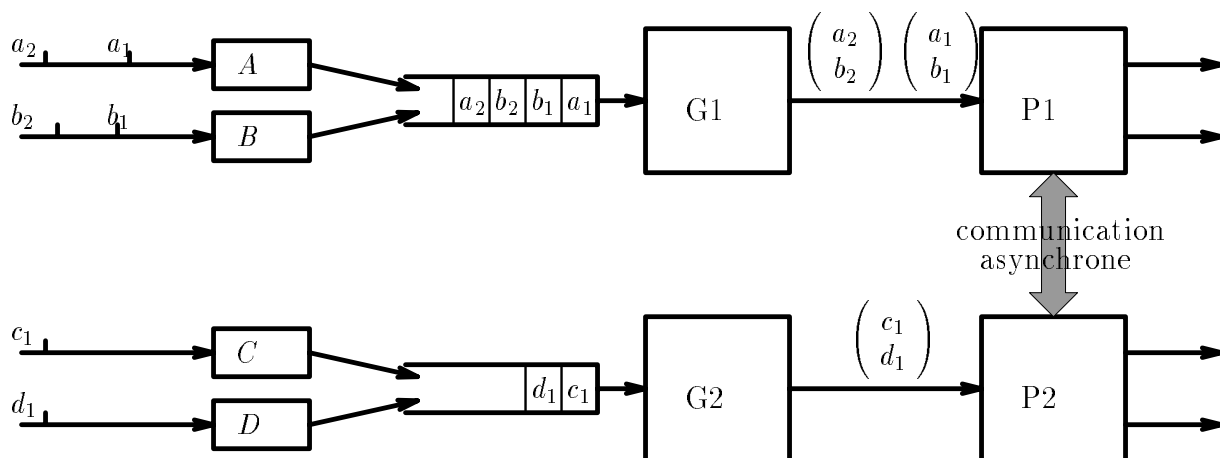 a₂ a₁
A
b₂ b₁
B
a₂ b₂ b₁ a₁
G1
( a₂ b₂ ) ( a₁ b₁ )
P1
communication
asynchrone
c₁
C
d₁
D
d₁ c₁
G2
( c₁ d₁ )
P2